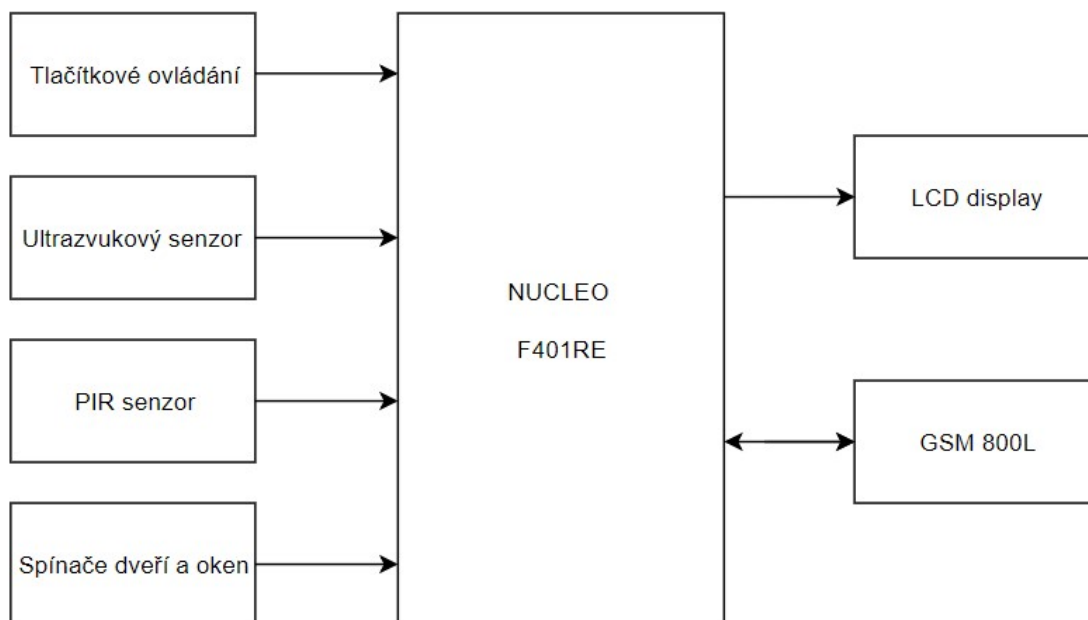 Tlačítkové ovládání
Ultrazvukový senzor
PIR senzor
Spínače dveří a oken
NUCLEO
F401RE
LCD display
GSM 800L